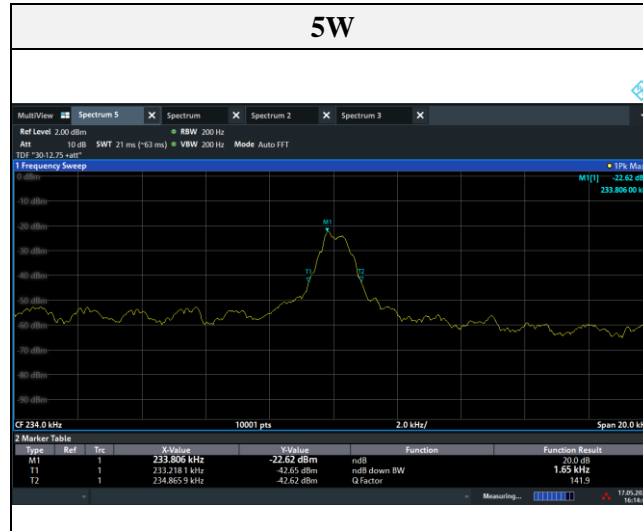 5W
MultiView Spectrum 5 X Spectrum X Spectrum 2 X Spectrum 3 X
Ref Level 2.00 dBm RBW 200 Hz
Att 10 dB SWT 21 ms (~63 ms) VBW 200 Hz Mode Auto FFT
TDF "30-12.75 +att"
1 Frequency Sweep 1Pk Ma
0 dBm M1[1] -22.62 dB
233.806 00 k
-10 dBm
M1
-20 dBm
-30 dBm
T1 T2
-40 dBm
-50 dBm
-60 dBm
-70 dBm
-80 dBm
-90 dBm
CF 234.0 kHz 10001 pts 2.0 kHz/ Span 20.0 k
2 Marker Table
Type Ref Trc X-Value Y-Value Function Function Result
M1 1 233.806 kHz -22.62 dBm ndB 20.0 dB
T1 1 233.218 1 kHz -42.65 dBm ndB down BW 1.65 kHz
T2 1 234.865 9 kHz -42.62 dBm Q Factor 141.9
Measuring... 17.05.20
16:14: